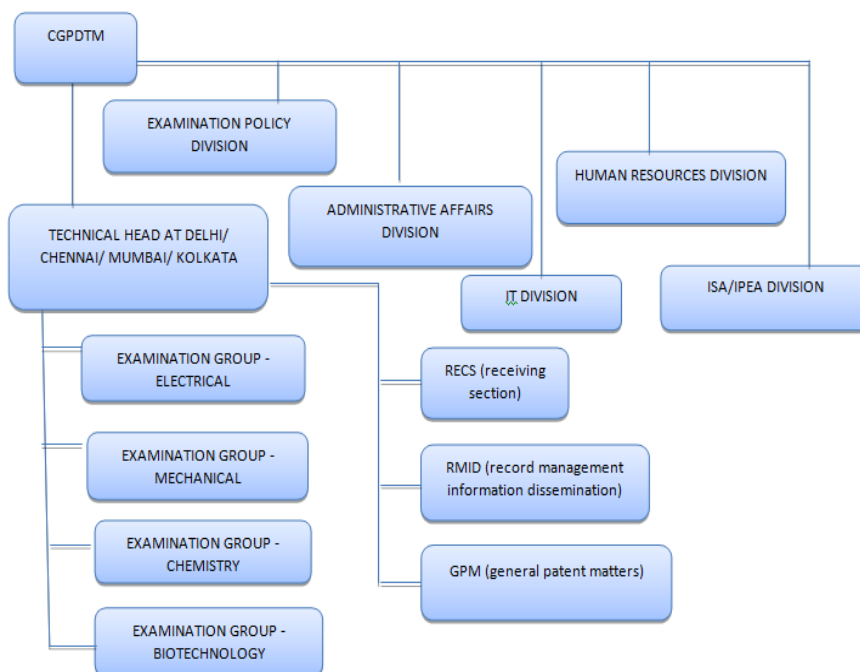 CGPDTM
EXAMINATION POLICY
DIVISION
HUMAN RESOURCES DIVISION
ADMINISTRATIVE AFFAIRS
DIVISION
TECHNICAL HEAD AT DELHI/
CHENNAI/ MUMBAI/ KOLKATA
IT DIVISION
ISA/IPEA DIVISION
EXAMINATION GROUP -
ELECTRICAL
RECS (receiving
section)
EXAMINATION GROUP -
MECHANICAL
RMID (record management
information dissemination)
EXAMINATION GROUP -
CHEMISTRY
GPM (general patent matters)
EXAMINATION GROUP -
BIOTECHNOLOGY